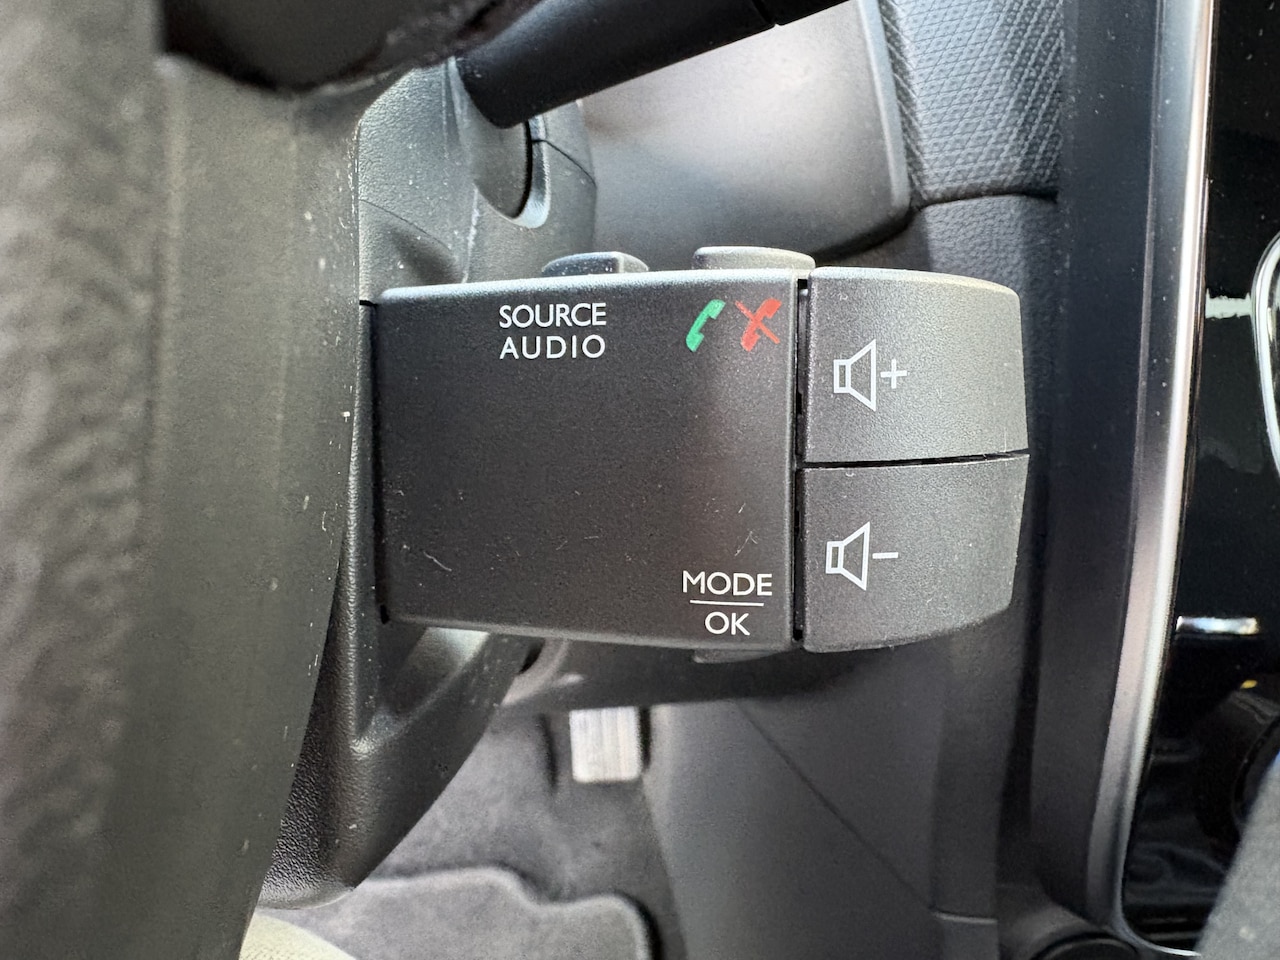 SOURCE
AUDIO
+
-
MODE
OK